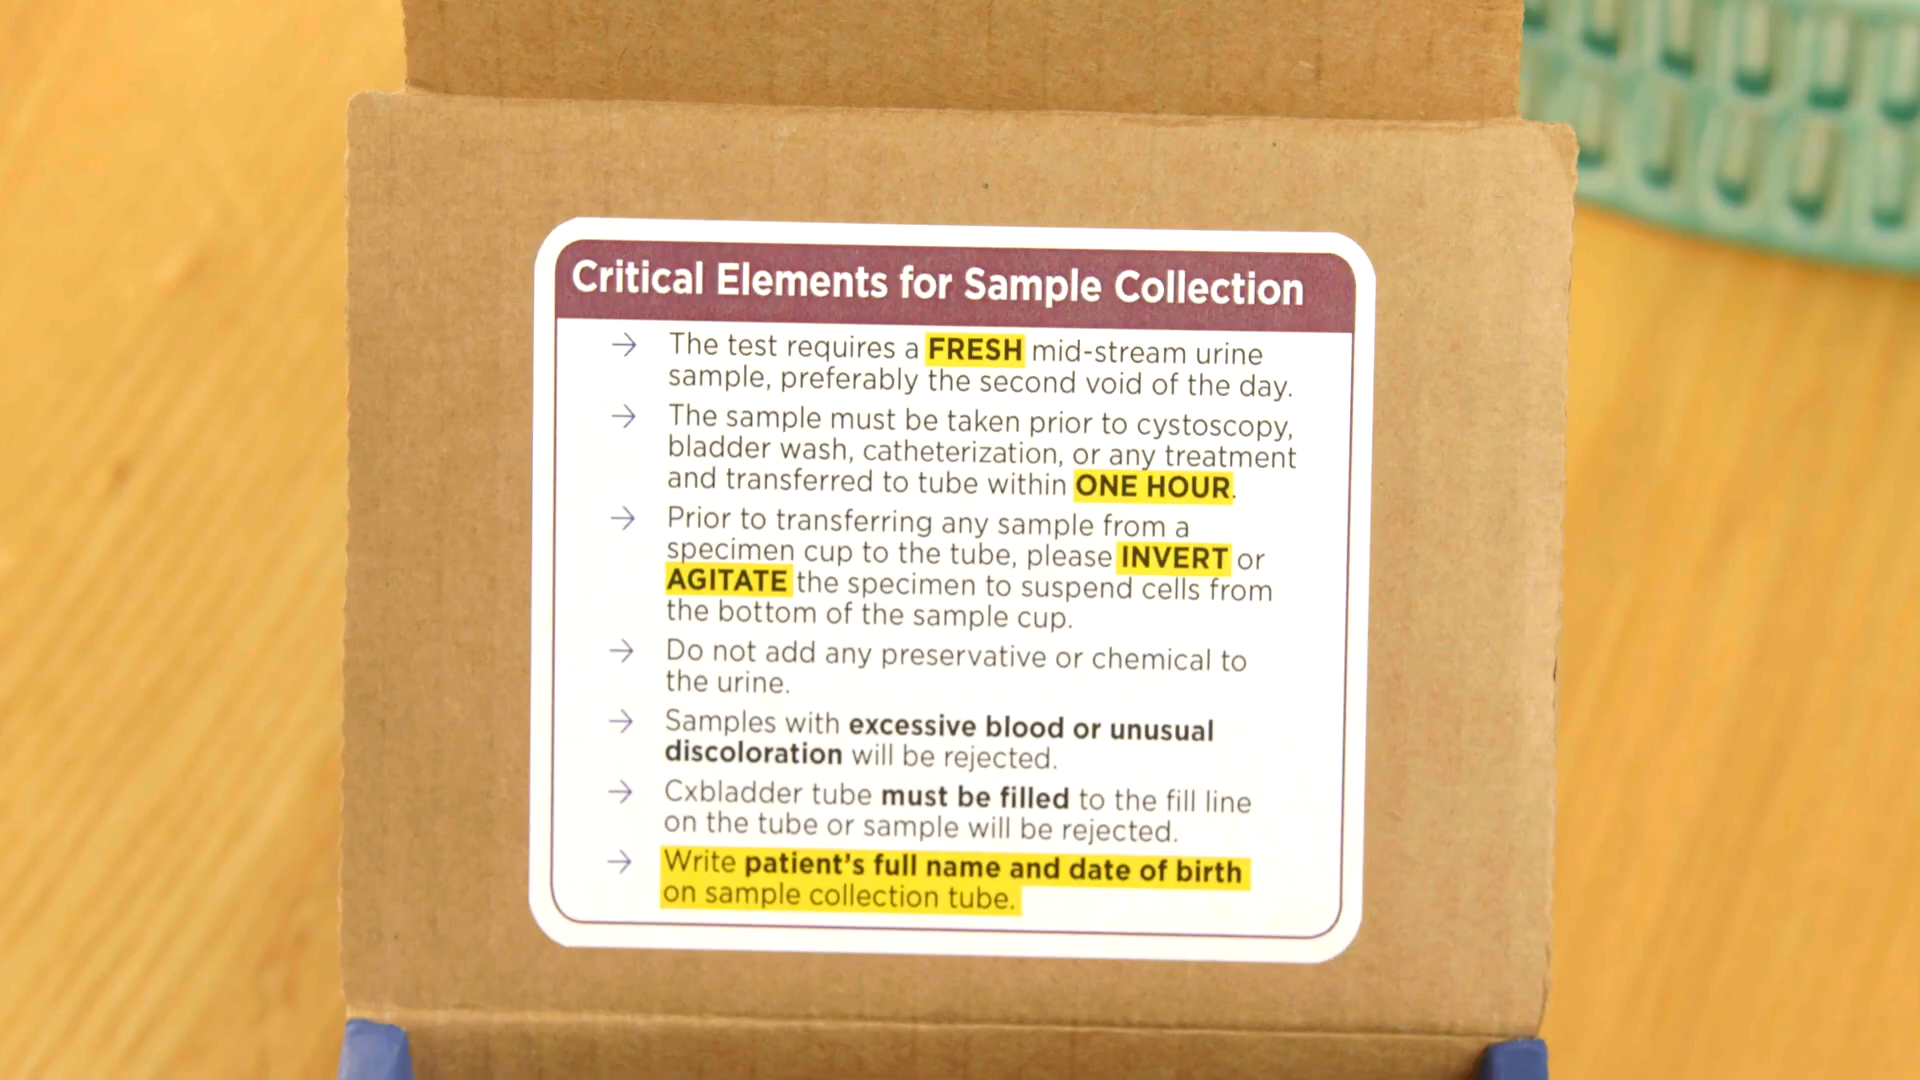 Critical Elements for Sample Collection
→ The test requires a FRESH mid-stream urine
sample, preferably the second void of the day.
→ The sample must be taken prior to cystoscopy,
bladder wash, catheterization, or any treatment
and transferred to tube within ONE HOUR.
→ Prior to transferring any sample from a
specimen cup to the tube, please INVERT or
AGITATE the specimen to suspend cells from
the bottom of the sample cup.
→ Do not add any preservative or chemical to
the urine.
→ Samples with excessive blood or unusual
discoloration will be rejected.
→ Cxbladder tube must be filled to the fill line
on the tube or sample will be rejected.
→ Write patient's full name and date of birth
on sample collection tube.